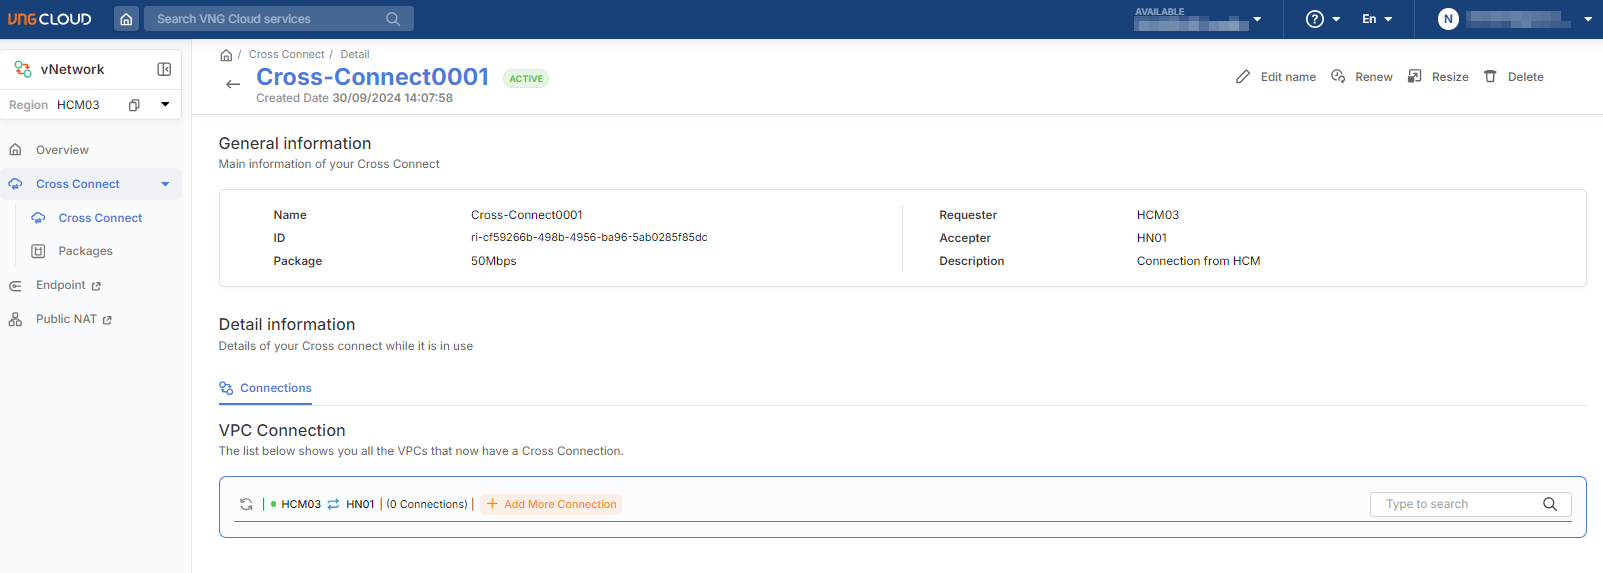 VNG CLOUD
Search VNG Cloud services
AVAILABLE
En
N
vNetwork
Region HCM03
Overview
Cross Connect
Cross Connect
Packages
Endpoint
Public NAT
/ Cross Connect / Detail
Cross-Connect0001 ACTIVE
Created Date 30/09/2024 14:07:58
Edit name Renew Resize Delete
General information
Main information of your Cross Connect
Name Cross-Connect0001
ID ri-cf59266b-498b-4956-ba96-5ab0285f85dc
Package 50Mbps
Requester HCM03
Accepter HN01
Description Connection from HCM
Detail information
Details of your Cross connect while it is in use
Connections
VPC Connection
The list below shows you all the VPCs that now have a Cross Connection.
| HCM03 HN01 | (0 Connections) | + Add More Connection
Type to search